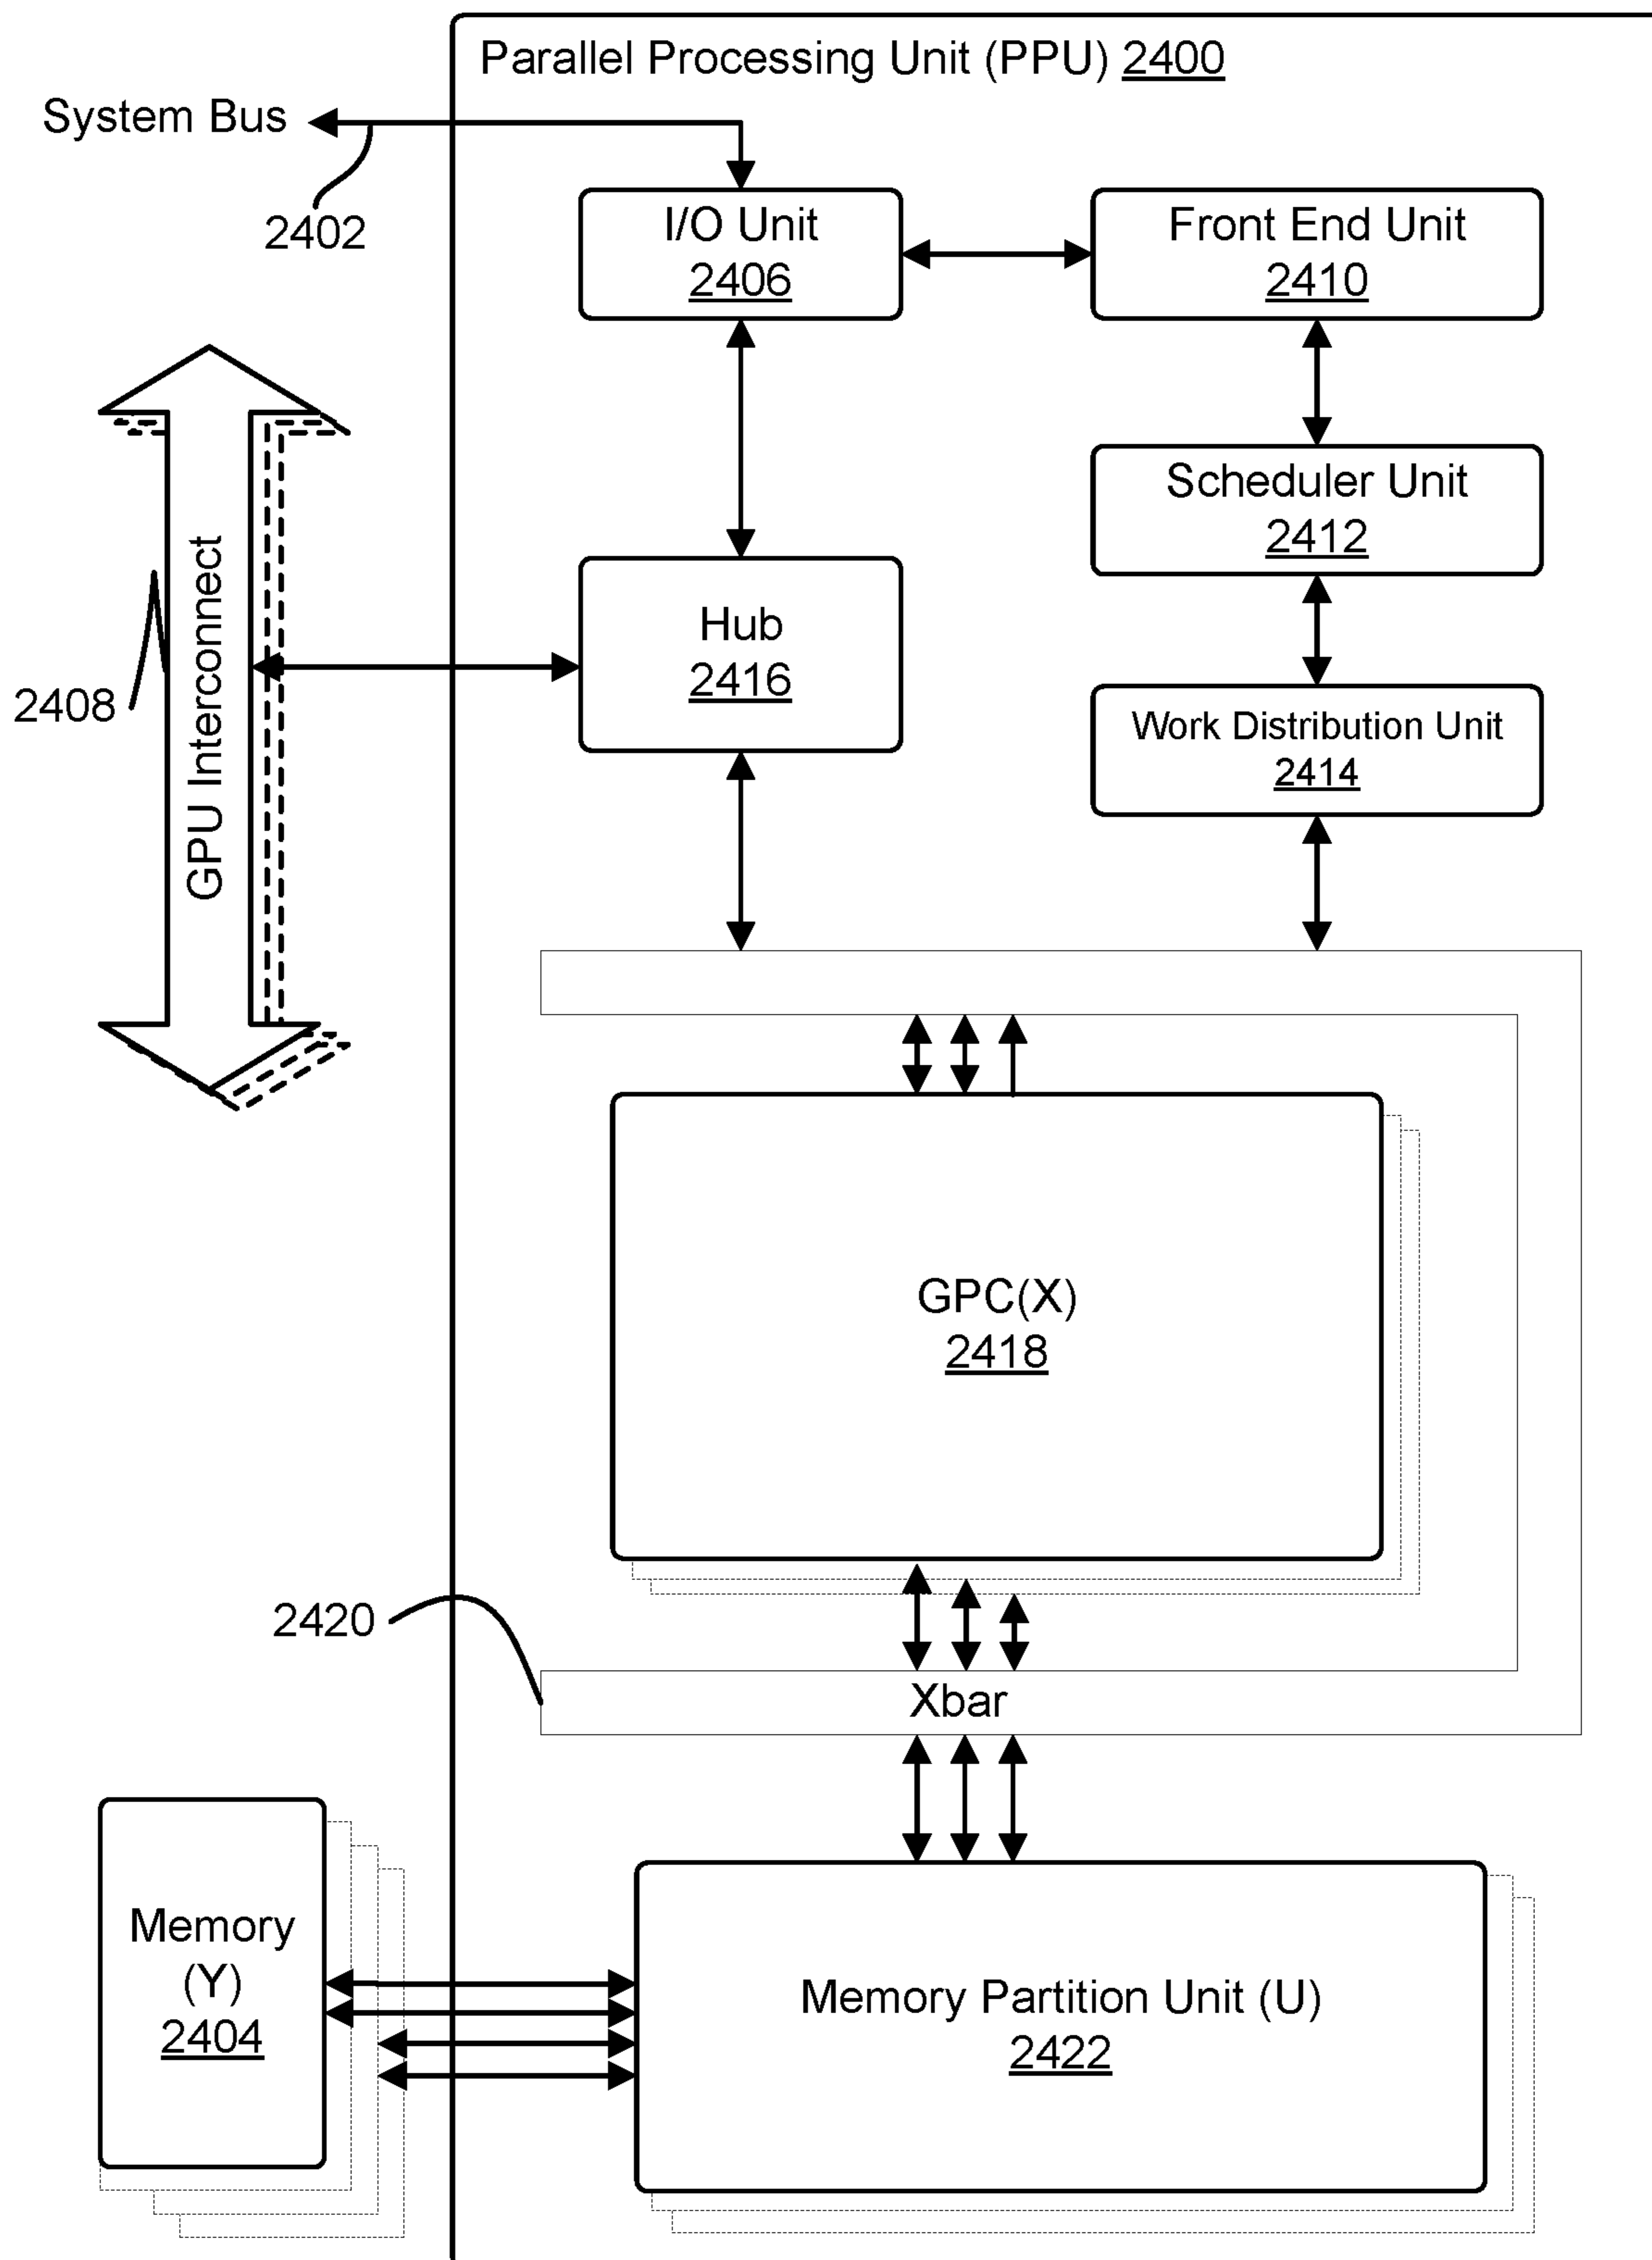 Parallel Processing Unit (PPU) 2400
System Bus
2402
I/O Unit
2406
Front End Unit
2410
Scheduler Unit
2412
GPU Interconnect
2408
Hub
2416
Work Distribution Unit
2414
GPC(X)
2418
2420
Xbar
Memory
(Y)
2404
Memory Partition Unit (U)
2422